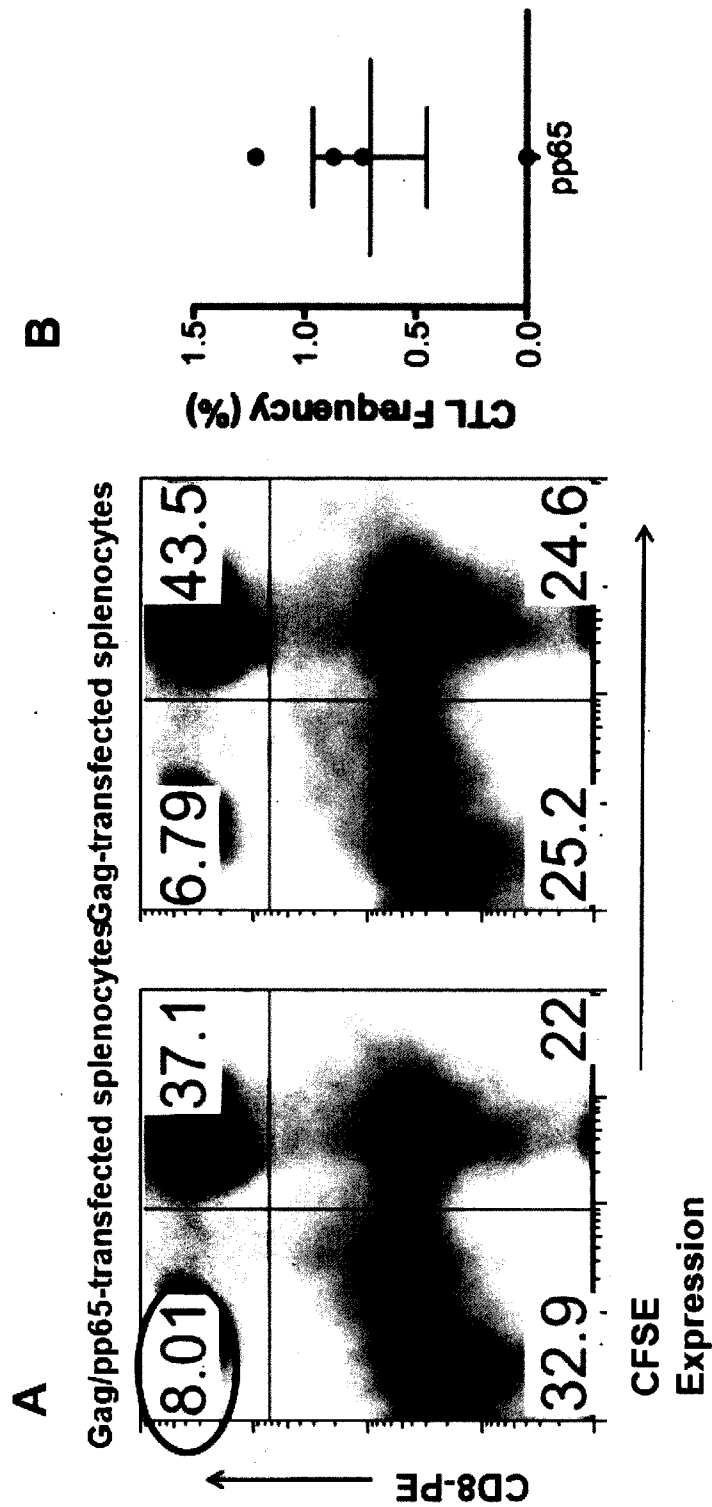 A
Gag/pp65-transfected splenocytes
Gag-transfected splenocytes
8.01
37.1
32.9
22
6.79
43.5
25.2
24.6
CD8-PE
CFSE
Expression
B
CTL Frequency (%)
1.5
1.0
0.5
0.0
pp65